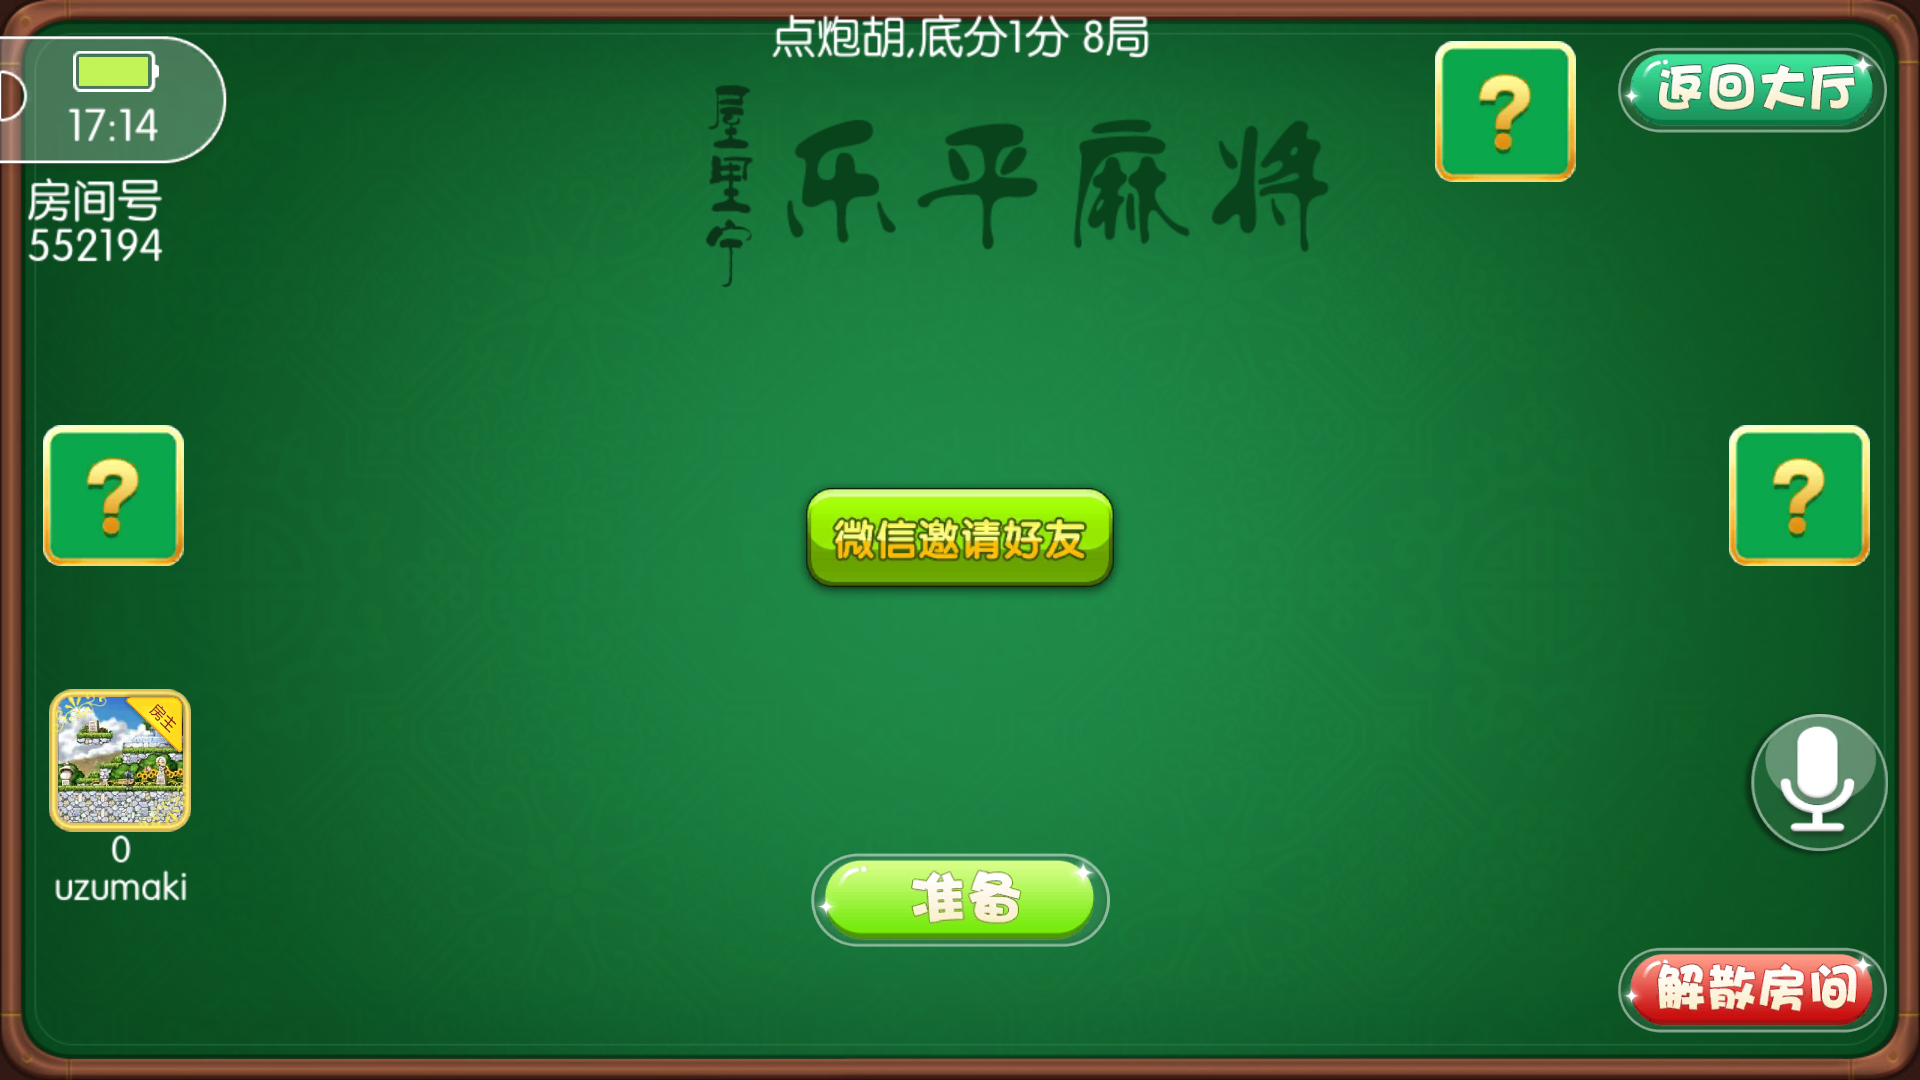 点炮胡,底分1分 8局
17:14
返回大厅
房间号
552194
屋里宁
乐平麻将
?
?
?
微信邀请好友
房主
0
uzumaki
准备
解散房间